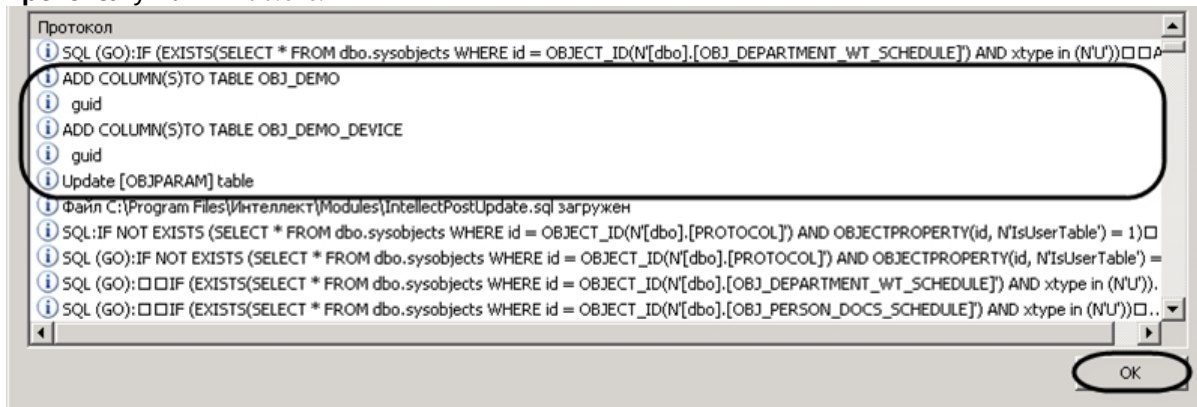 Протокол
SQL (GO):IF (EXISTS(SELECT * FROM dbo.sysobjects WHERE id = OBJECT_ID(N'[dbo].[OBJ_DEPARTMENT_WT_SCHEDULE]') AND xtype in (N'U'))□□A
ADD COLUMN(S)TO TABLE OBJ_DEMO
guid
ADD COLUMN(S)TO TABLE OBJ_DEMO_DEVICE
guid
Update [OBJPARAM] table
Файл C:\Program Files\Интеллект\Modules\IntellectPostUpdate.sql загружен
SQL:IF NOT EXISTS (SELECT * FROM dbo.sysobjects WHERE id = OBJECT_ID(N'[dbo].[PROTOCOL]') AND OBJECTPROPERTY(id, N'IsUserTable') = 1)□
SQL (GO):IF NOT EXISTS (SELECT * FROM dbo.sysobjects WHERE id = OBJECT_ID(N'[dbo].[PROTOCOL]') AND OBJECTPROPERTY(id, N'IsUserTable') =
SQL (GO):□□IF (EXISTS(SELECT * FROM dbo.sysobjects WHERE id = OBJECT_ID(N'[dbo].[OBJ_DEPARTMENT_WT_SCHEDULE]') AND xtype in (N'U')).
SQL (GO):□□IF (EXISTS(SELECT * FROM dbo.sysobjects WHERE id = OBJECT_ID(N'[dbo].[OBJ_PERSON_DOCS_SCHEDULE]') AND xtype in (N'U'))□..
OK